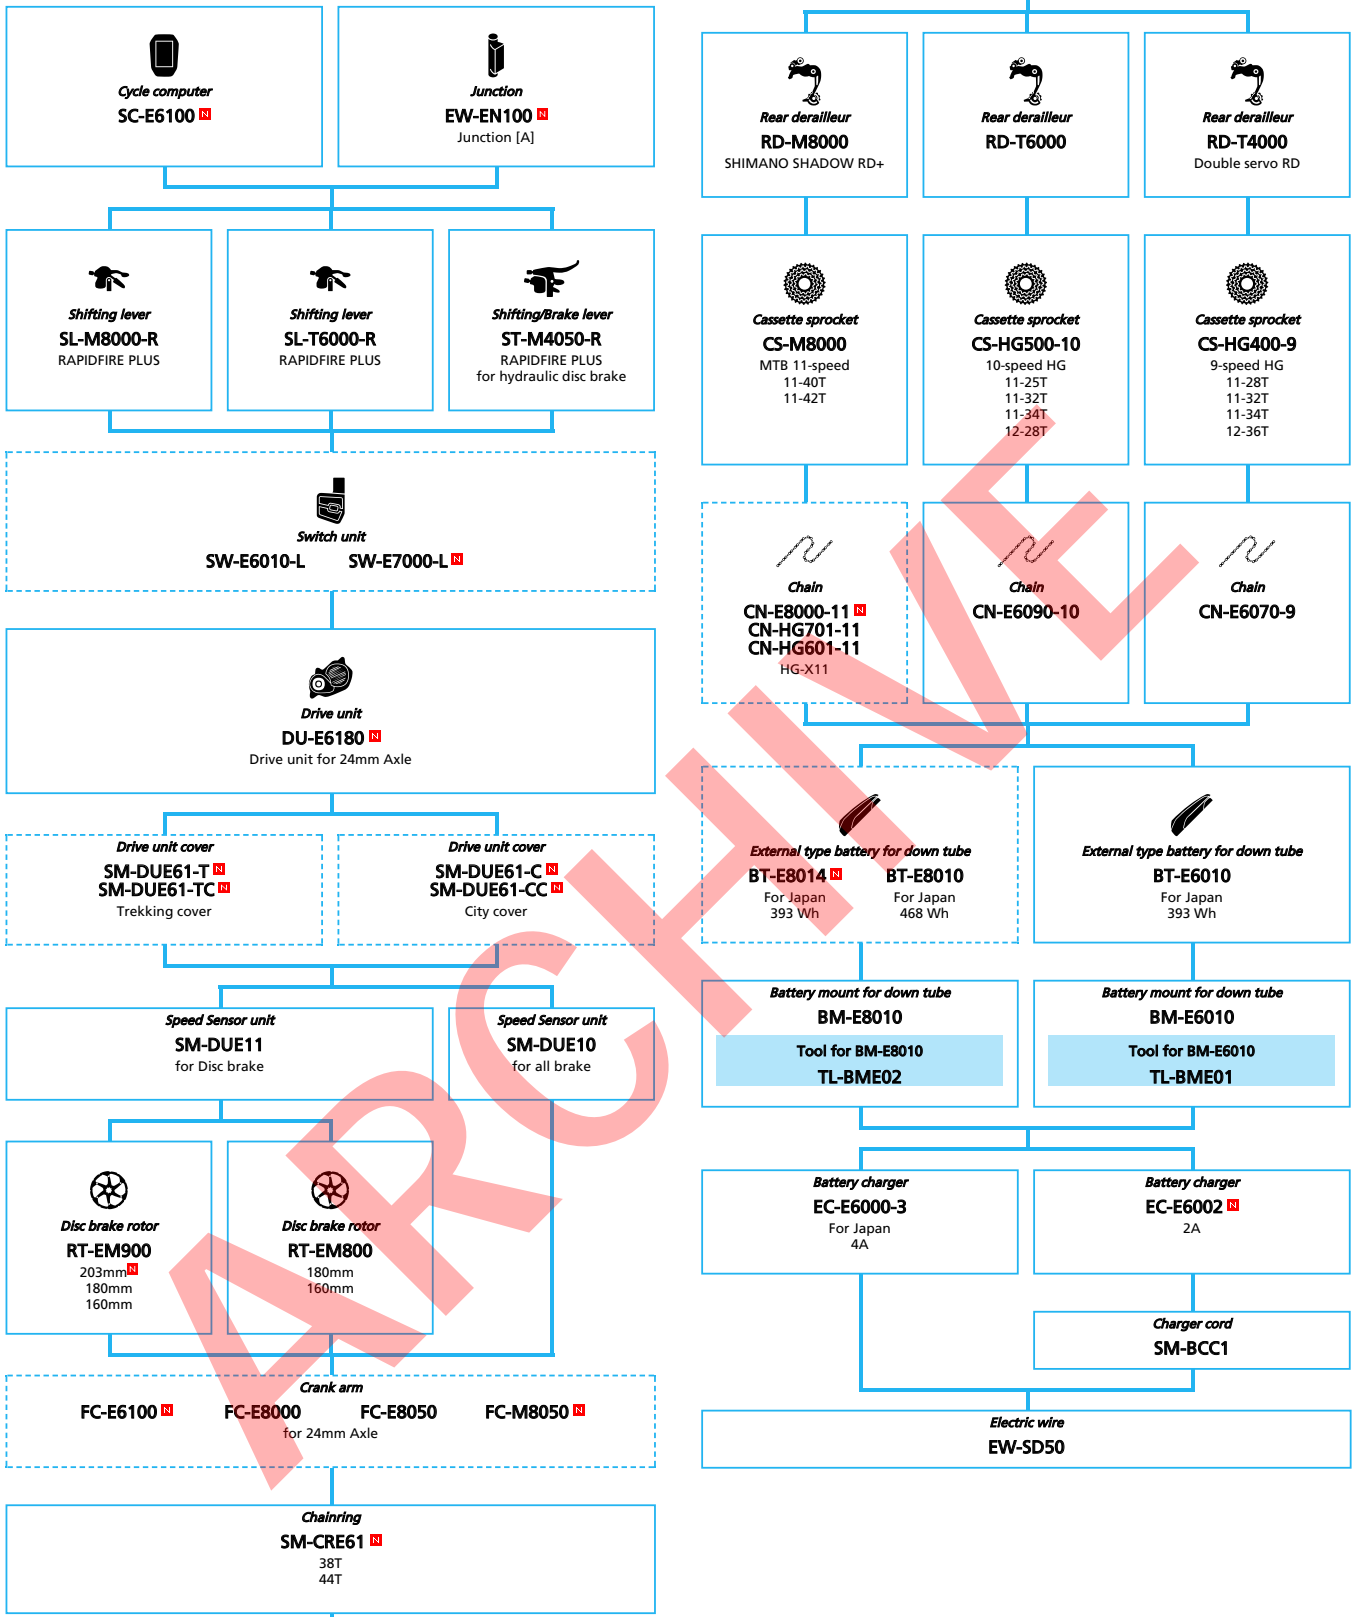 Cycle computer
SC-E6100 N
Junction
EW-EN100 N
Junction [A]
Shifting lever
SL-M8000-R
RAPIDFIRE PLUS
Shifting lever
SL-T6000-R
RAPIDFIRE PLUS
Shifting/Brake lever
ST-M4050-R
RAPIDFIRE PLUS
for hydraulic disc brake
Switch unit
SW-E6010-L SW-E7000-L N
Drive unit
DU-E6180 N
Drive unit for 24mm Axle
Drive unit cover
SM-DUE61-T N
SM-DUE61-TC N
Trekking cover
Drive unit cover
SM-DUE61-C N
SM-DUE61-CC N
City cover
Speed Sensor unit
SM-DUE11
for Disc brake
Speed Sensor unit
SM-DUE10
for all brake
Disc brake rotor
RT-EM900
203mm N
180mm
160mm
Disc brake rotor
RT-EM800
180mm
160mm
Crank arm
FC-E6100 N FC-E8000 FC-E8050 FC-M8050 N
for 24mm Axle
Chainring
SM-CRE61 N
38T
44T
Rear derailleur
RD-M8000
SHIMANO SHADOW RD+
Rear derailleur
RD-T6000
Rear derailleur
RD-T4000
Double servo RD
Cassette sprocket
CS-M8000
MTB 11-speed
11-40T
11-42T
Cassette sprocket
CS-HG500-10
10-speed HG
11-25T
11-32T
11-34T
12-28T
Cassette sprocket
CS-HG400-9
9-speed HG
11-28T
11-32T
11-34T
12-36T
Chain
CN-E8000-11 N
CN-HG701-11
CN-HG601-11
HG-X11
Chain
CN-E6090-10
Chain
CN-E6070-9
External type battery for down tube
BT-E8014 N BT-E8010
For Japan For Japan
393 Wh 468 Wh
External type battery for down tube
BT-E6010
For Japan
393 Wh
Battery mount for down tube
BM-E8010
Tool for BM-E8010
TL-BME02
Battery mount for down tube
BM-E6010
Tool for BM-E6010
TL-BME01
Battery charger
EC-E6000-3
For Japan
4A
Battery charger
EC-E6002 N
2A
Charger cord
SM-BCC1
Electric wire
EW-SD50
ARCHIVE